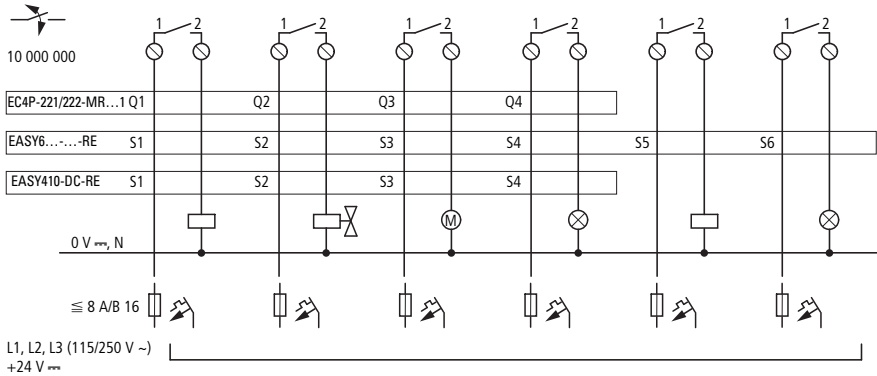 1 2 1 2 1 2 1 2 1 2 1 2
10 000 000
EC4P-221/222-MR…1 Q1 Q2 Q3 Q4
EASY6…-…-RE S1 S2 S3 S4 S5 S6
EASY410-DC-RE S1 S2 S3 S4
M
0 V ⎓, N
≦ 8 A/B 16
L1, L2, L3 (115/250 V ~)
+24 V ⎓